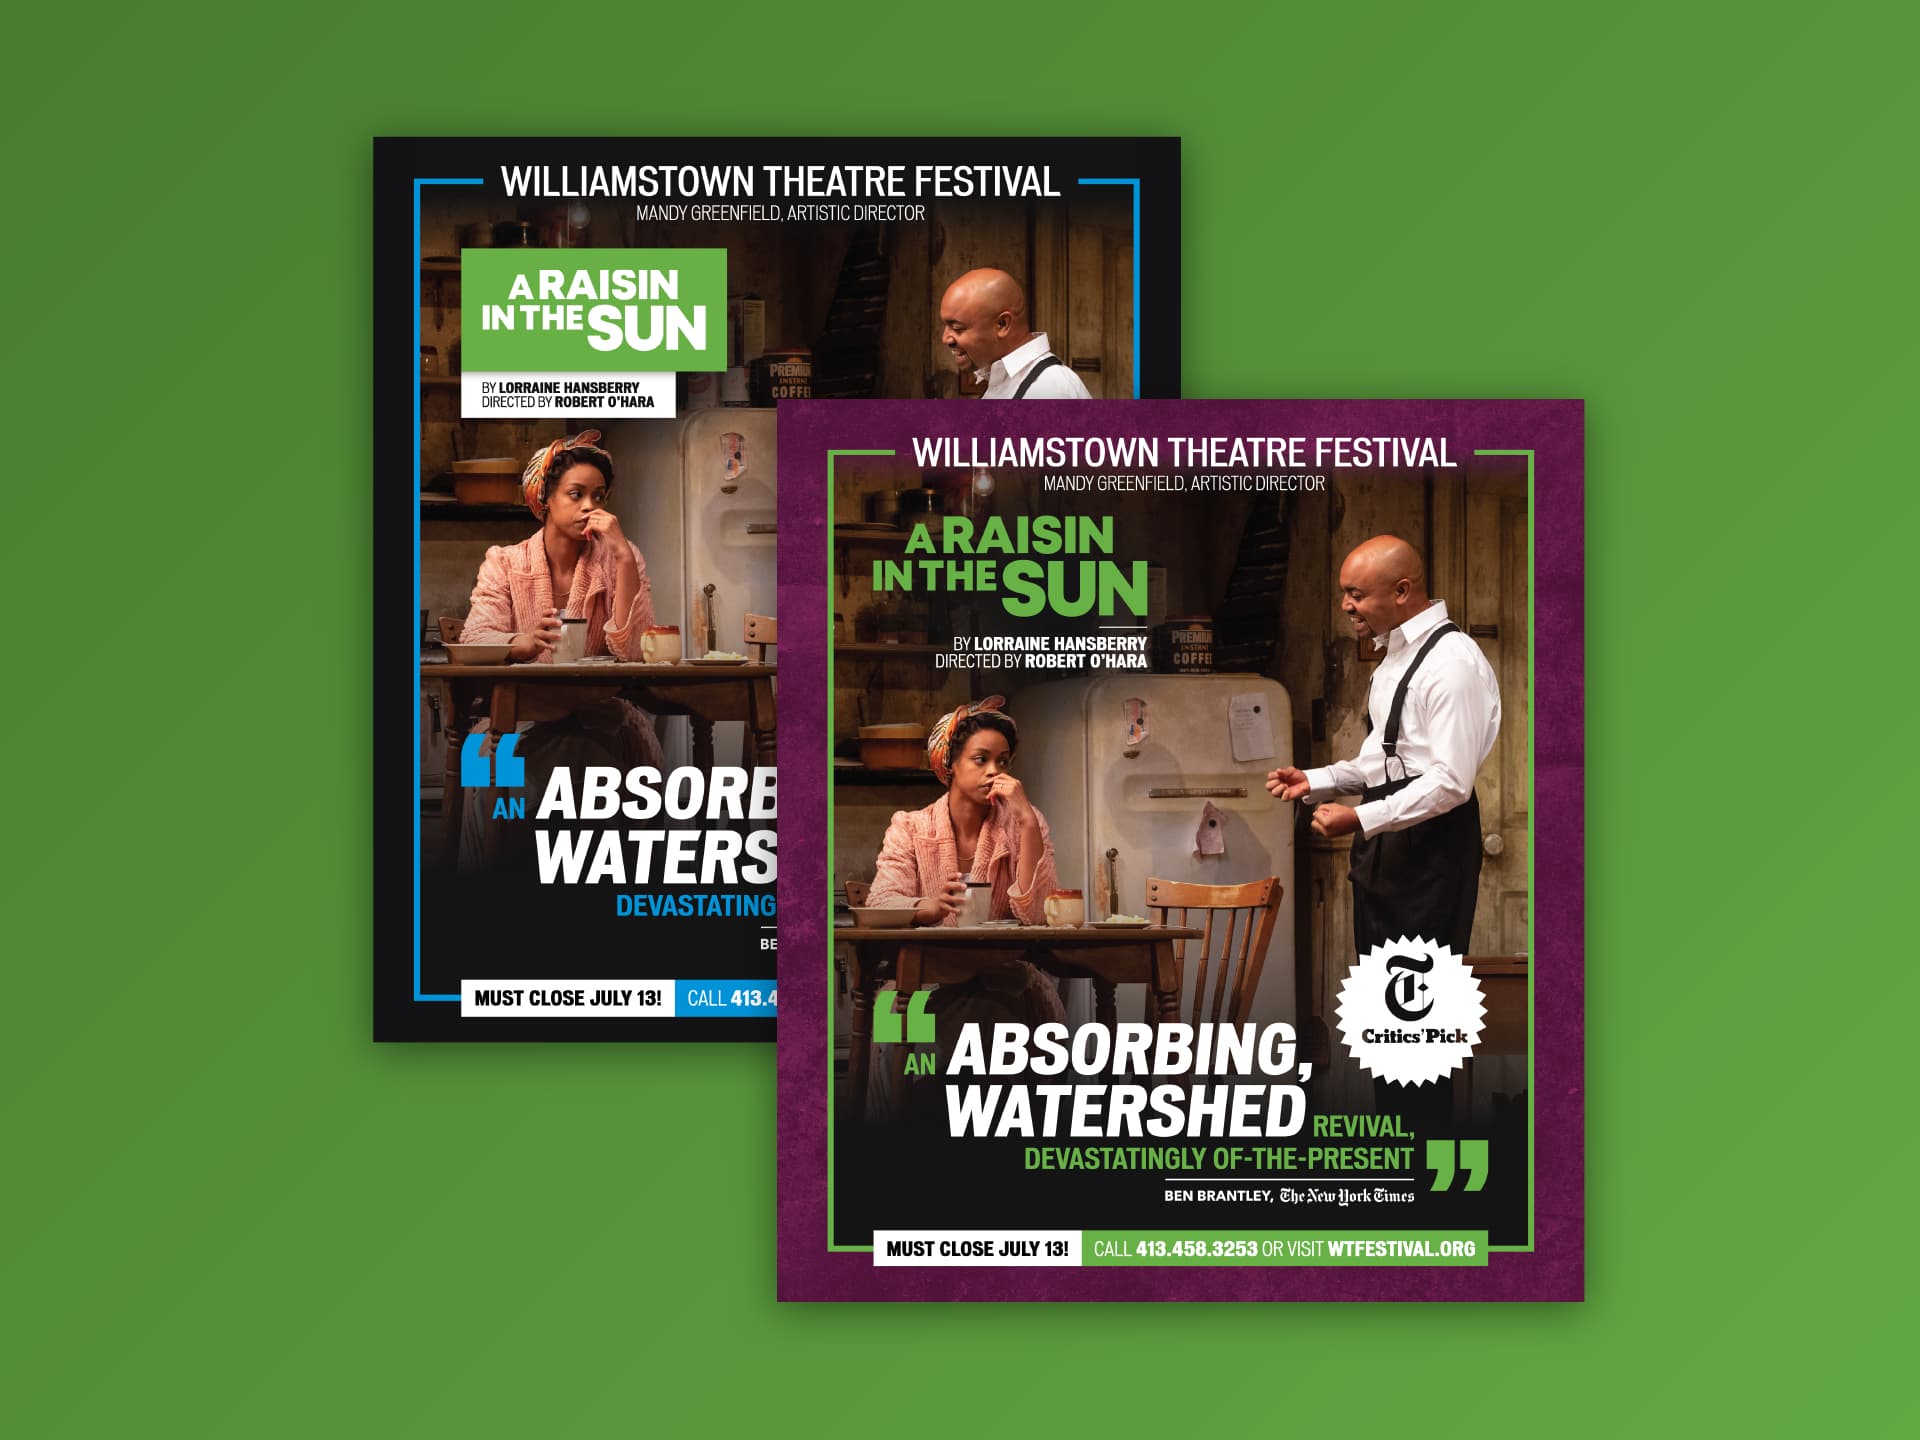 WILLIAMSTOWN THEATRE FESTIVAL
MANDY GREENFIELD, ARTISTIC DIRECTOR
A RAISIN
IN THE SUN
BY LORRAINE HANSBERRY
DIRECTED BY ROBERT O'HARA
PREMIUM
INSTANT
COFFEE
“
AN ABSORB
WATERS
DEVASTATING
BE
MUST CLOSE JULY 13! CALL 413.4
WILLIAMSTOWN THEATRE FESTIVAL
MANDY GREENFIELD, ARTISTIC DIRECTOR
A RAISIN
IN THE SUN
BY LORRAINE HANSBERRY
DIRECTED BY ROBERT O'HARA
PREMIUM
INSTANT
COFFEE
T
Critics' Pick
“
AN ABSORBING,
WATERSHED REVIVAL,
DEVASTATINGLY OF-THE-PRESENT ”
BEN BRANTLEY, The New York Times
MUST CLOSE JULY 13! CALL 413.458.3253 OR VISIT WTFESTIVAL.ORG